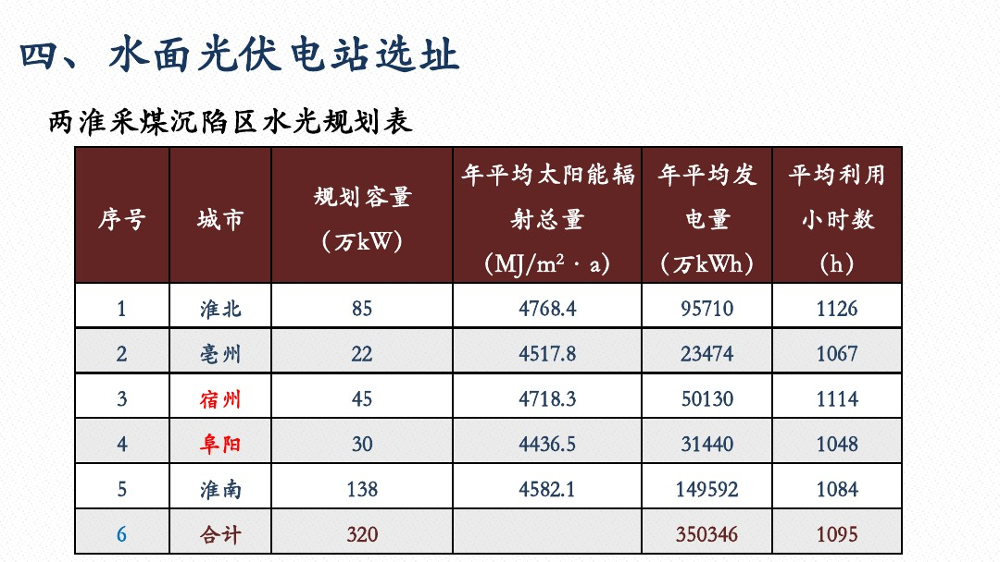 四、水面光伏电站选址
两淮采煤沉陷区水光规划表
序号 城市 规划容量（万kW） 年平均太阳能辐射总量（MJ/m²·a） 年平均发电量（万kWh） 平均利用小时数（h）
1 淮北 85 4768.4 95710 1126
2 亳州 22 4517.8 23474 1067
3 宿州 45 4718.3 50130 1114
4 阜阳 30 4436.5 31440 1048
5 淮南 138 4582.1 149592 1084
6 合计 320 350346 1095